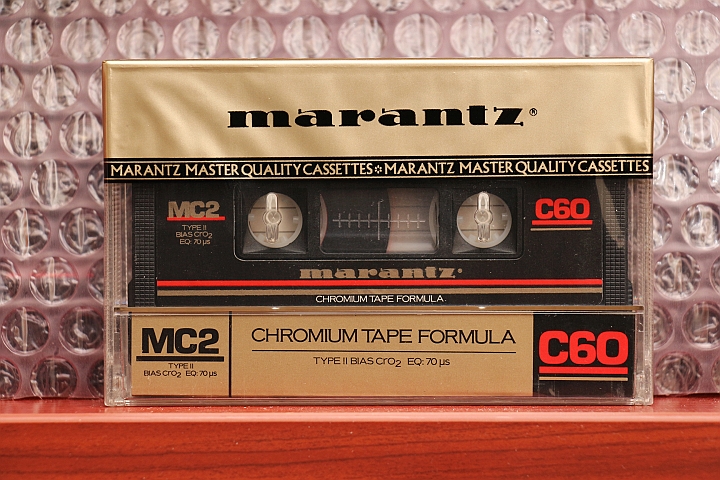 marantz®
MARANTZ MASTER QUALITY CASSETTES✲MARANTZ MASTER QUALITY CASSETTES
MC2
TYPE II
BIAS CrO2
EQ: 70 µs
C60
marantz®
CHROMIUM TAPE FORMULA
MC2
TYPE II
BIAS CrO2 EQ: 70 µs
CHROMIUM TAPE FORMULA
TYPE II BIAS CrO2 EQ: 70 µs
C60